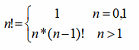 n!= { 1 n=0,1
n*(n-1)! n>1